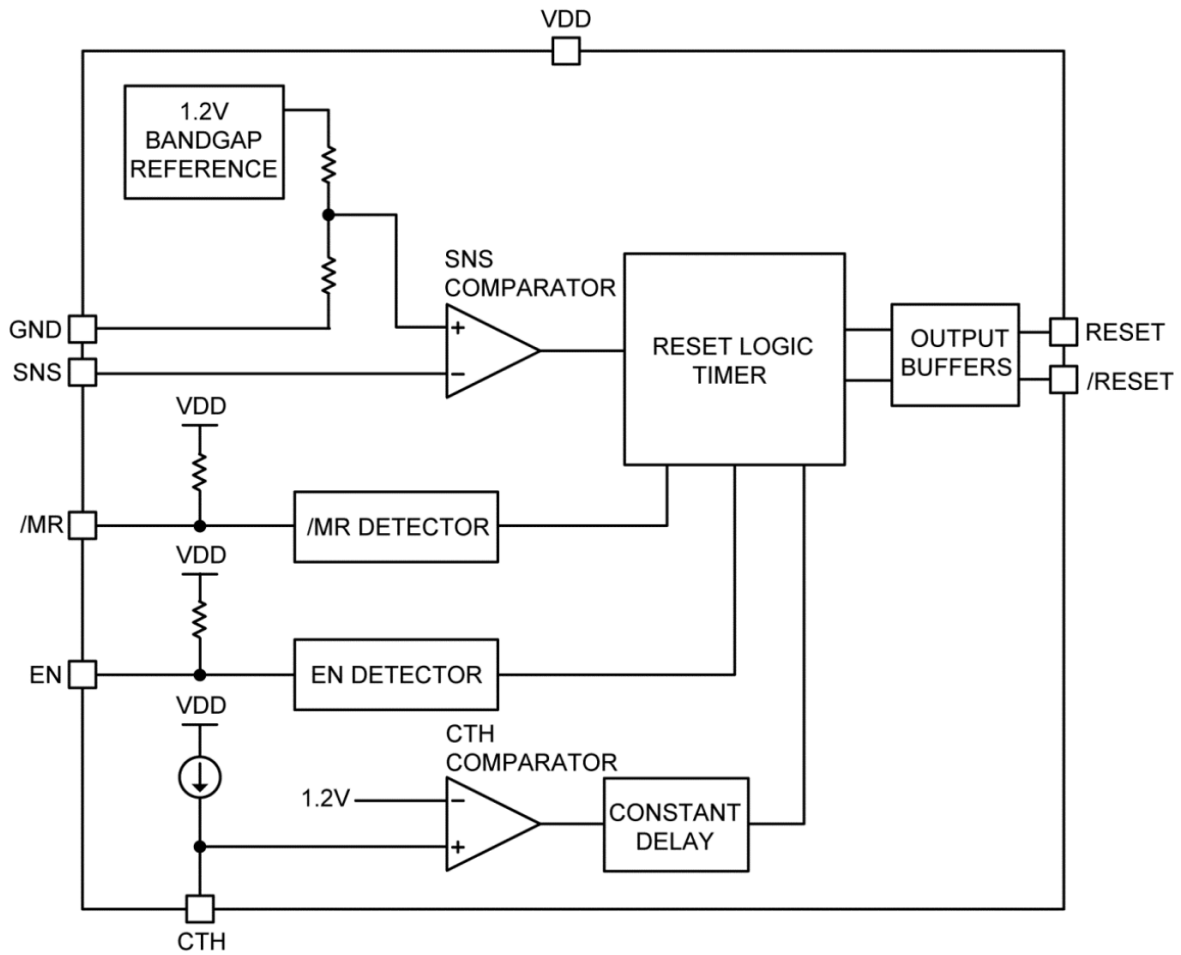 VDD
1.2V
BANDGAP
REFERENCE
SNS
COMPARATOR
GND
SNS
+
−
RESET LOGIC
TIMER
OUTPUT
BUFFERS
RESET
/RESET
VDD
/MR
/MR DETECTOR
VDD
EN
EN DETECTOR
VDD
CTH
COMPARATOR
1.2V
−
+
CONSTANT
DELAY
CTH